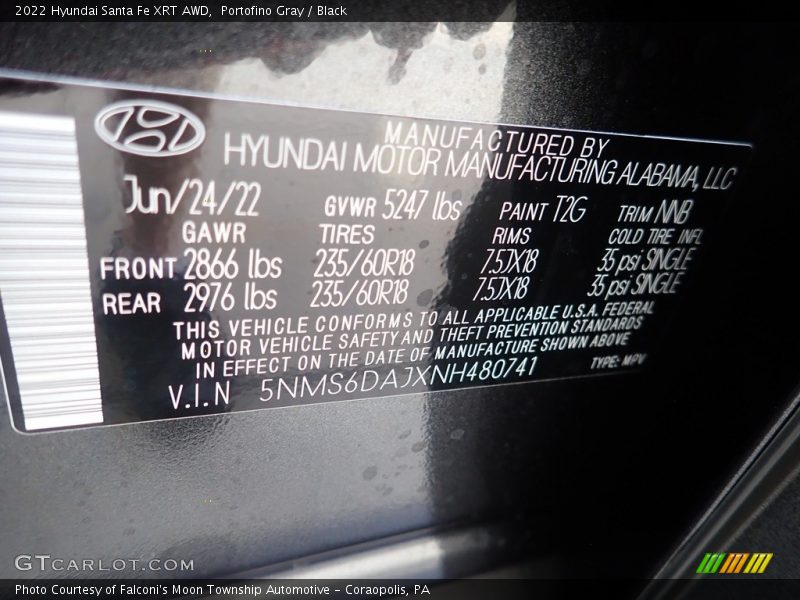 2022 Hyundai Santa Fe XRT AWD, Portofino Gray / Black
MANUFACTURED BY
HYUNDAI MOTOR MANUFACTURING ALABAMA, LLC
Jun/24/22 GVWR 5247 lbs PAINT T2G TRIM NNB
GAWR TIRES RIMS COLD TIRE INFL
FRONT 2866 lbs 235/60R18 7.5JX18 35 psi SINGLE
REAR 2976 lbs 235/60R18 7.5JX18 35 psi SINGLE
THIS VEHICLE CONFORMS TO ALL APPLICABLE U.S.A. FEDERAL
MOTOR VEHICLE SAFETY AND THEFT PREVENTION STANDARDS
IN EFFECT ON THE DATE OF MANUFACTURE SHOWN ABOVE
V.I.N 5NMS6DAJXNH480741 TYPE: MPV
GTCARLOT.COM
Photo Courtesy of Falconi's Moon Township Automotive - Coraopolis, PA